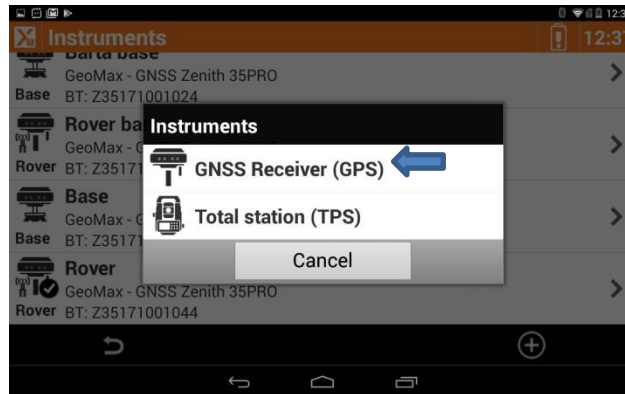 12:3
Instruments
12:37
Barta base
GeoMax - GNSS Zenith 35PRO
Base BT: Z35171001024
Rover ba
GeoMax - G
Rover BT: Z35171
Base
GeoMax - G
Base BT: Z35171
Rover
GeoMax - GNSS Zenith 35PRO
Rover BT: Z35171001044
Instruments
GNSS Receiver (GPS)
Total station (TPS)
Cancel